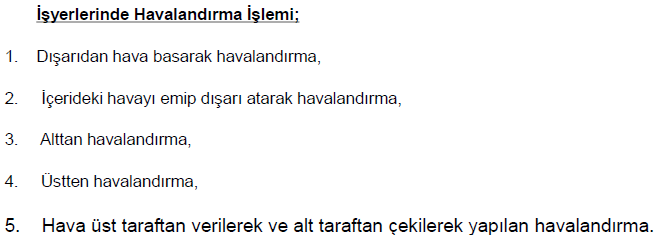 İşyerlerinde Havalandırma İşlemi;
1. Dışarıdan hava basarak havalandırma,
2. İçerideki havayı emip dışarı atarak havalandırma,
3. Alttan havalandırma,
4. Üstten havalandırma,
5. Hava üst taraftan verilerek ve alt taraftan çekilerek yapılan havalandırma.